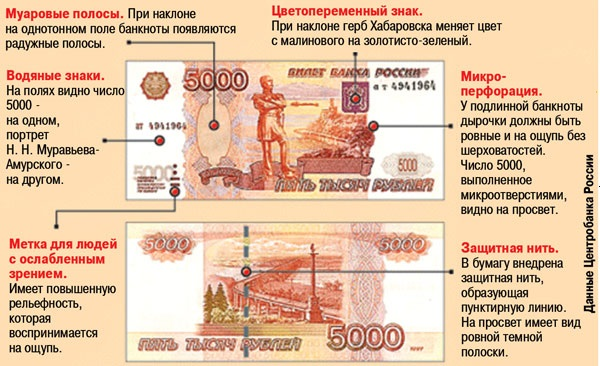 Муаровые полосы. При наклоне
на однотонном поле банкноты появляются
радужные полосы.
Цветопеременный знак.
При наклоне герб Хабаровска меняет цвет
с малинового на золотисто-зеленый.
Водяные знаки.
На полях видно число
5000 -
на одном,
портрет
Н. Н. Муравьева-
Амурского -
на другом.
5000
БИЛЕТ БАНКА РОССИИ
ат 4941964
ат 4941964
5000
5000
ПЯТЬ ТЫСЯЧ РУБЛЕЙ
Микро-
перфорация.
У подлинной банкноты
дырочки должны быть
ровные и на ощупь без
шерховатостей.
Число 5000,
выполненное
микроотверстиями,
видно на просвет.
Метка для людей
с ослабленным
зрением.
Имеет повышенную
рельефность,
которая
воспринимается
на ощупь.
5000
5000
ПЯТЬ ТЫСЯЧ РУБЛЕЙ
5000
1997
Защитная нить.
В бумагу внедрена
защитная нить,
образующая
пунктирную линию.
На просвет имеет вид
ровной темной
полоски.
Данные Центробанка России